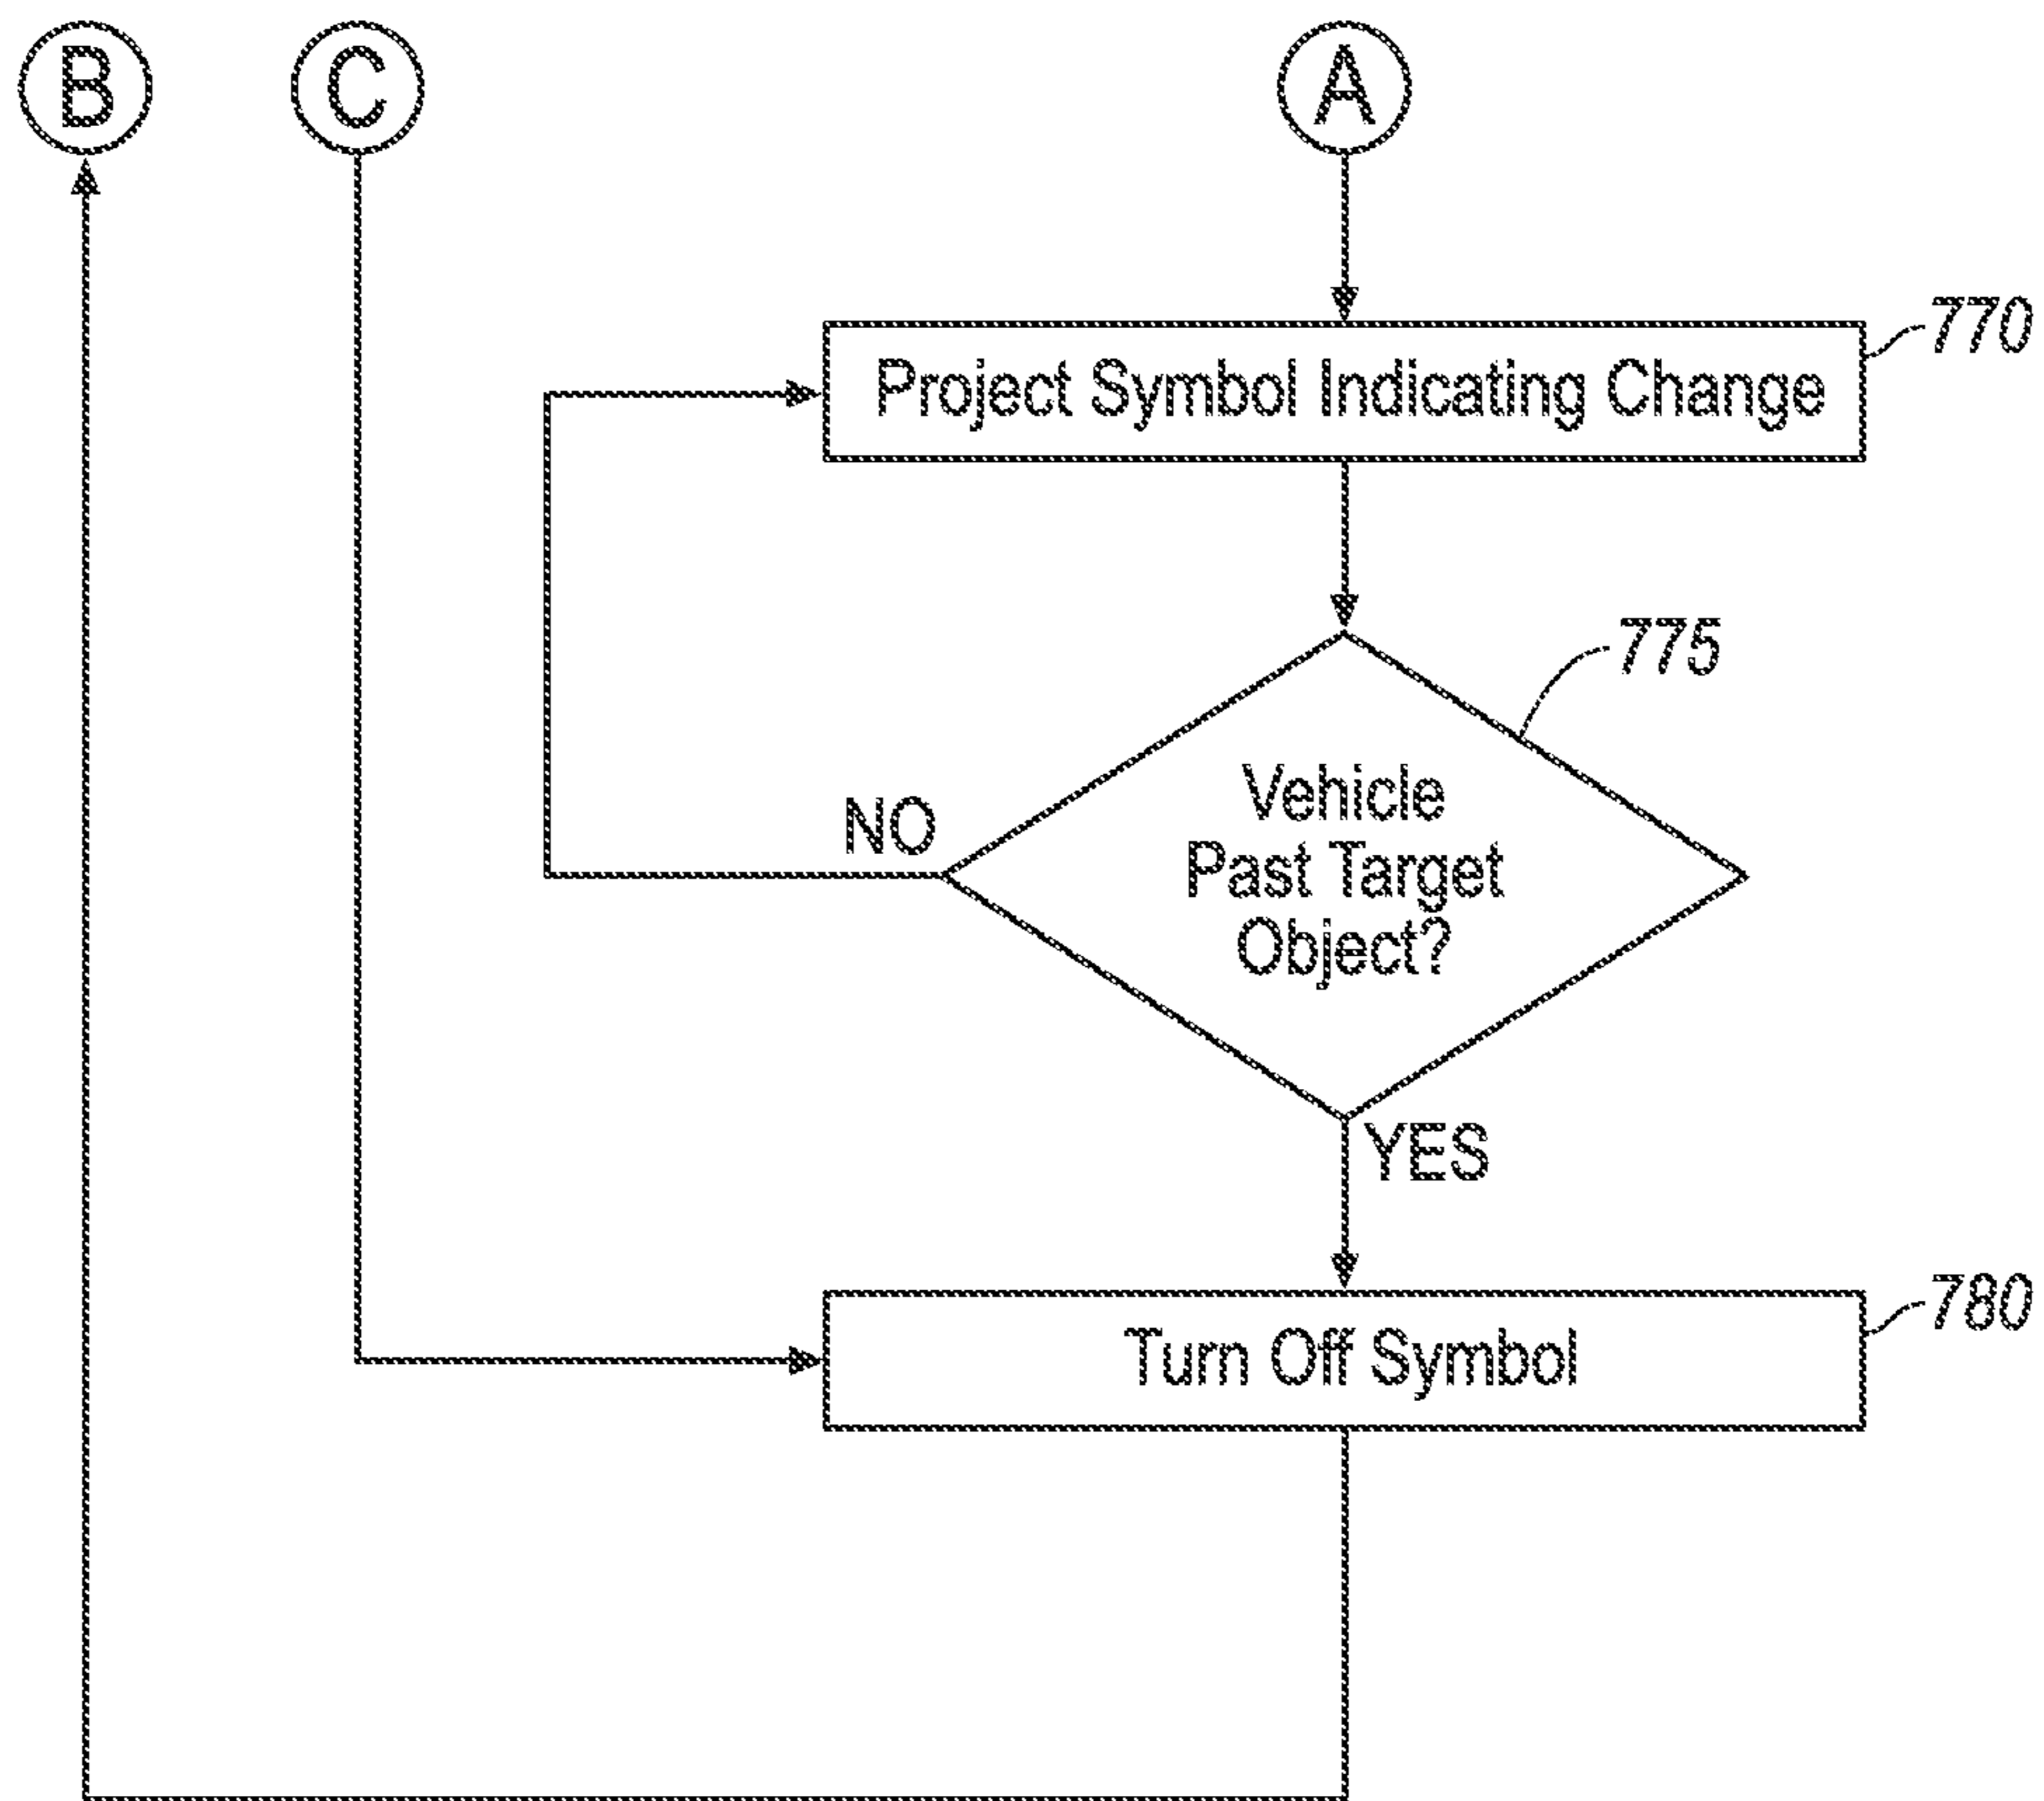 B
C
A
770
Project Symbol Indicating Change
775
Vehicle
Past Target
Object?
NO
YES
780
Turn Off Symbol